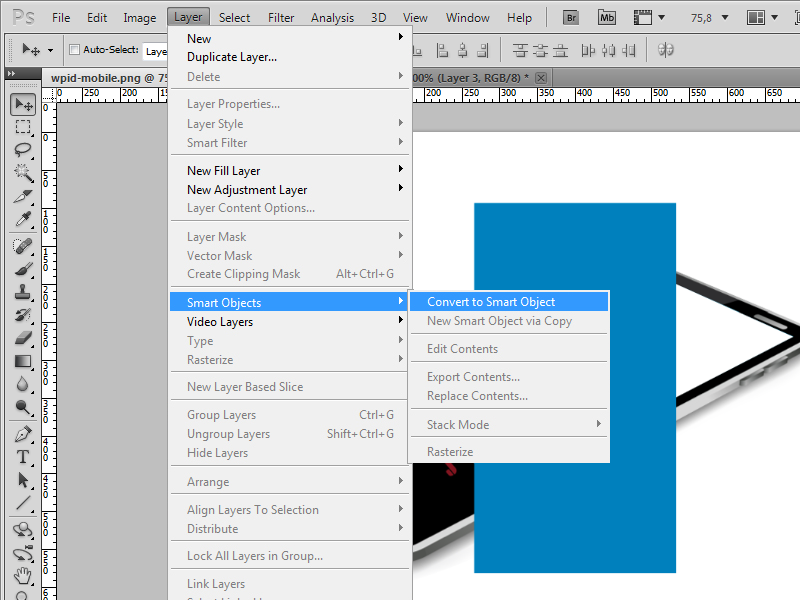 Ps File Edit Image Layer Select Filter Analysis 3D View Window Help Br Mb 75,8
Auto-Select: Laye
wpid-mobile.png @ 75
00% (Layer 3, RGB/8) *
0 250 200 200 250 300 350 400 450 500 550 600 650
New
Duplicate Layer...
Delete
Layer Properties...
Layer Style
Smart Filter
New Fill Layer
New Adjustment Layer
Layer Content Options...
Layer Mask
Vector Mask
Create Clipping Mask Alt+Ctrl+G
Smart Objects
Video Layers
Type
Rasterize
New Layer Based Slice
Group Layers Ctrl+G
Ungroup Layers Shift+Ctrl+G
Hide Layers
Arrange
Align Layers To Selection
Distribute
Lock All Layers in Group...
Link Layers
Convert to Smart Object
New Smart Object via Copy
Edit Contents
Export Contents...
Replace Contents...
Stack Mode
Rasterize